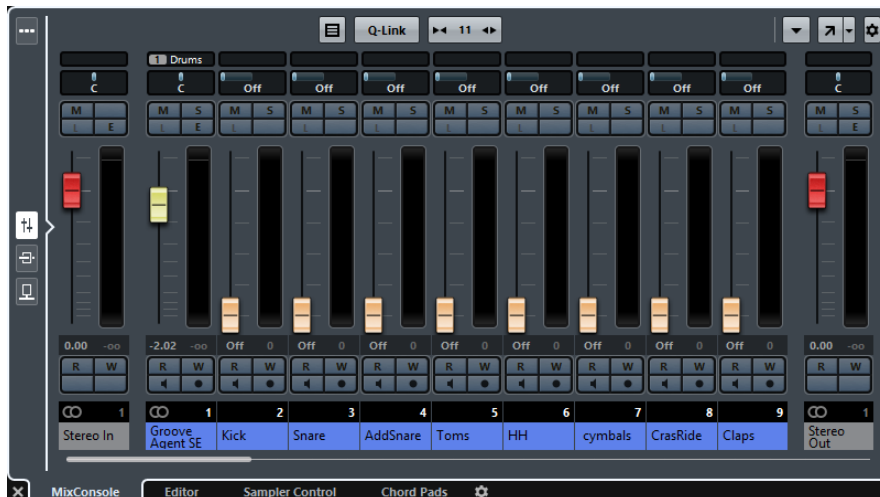 Q-Link 11
1 Drums
C C Off Off Off Off Off Off Off Off C
M M S M S M S M S M S M S M S M S M S M S
L E L E L L L L L L L L L E
0.00 -oo -2.02 -oo Off 0 Off 0 Off 0 Off 0 Off 0 Off 0 Off 0 Off 0 0.00 -oo
R W R W R W R W R W R W R W R W R W R W R W
1 1 2 3 4 5 6 7 8 9 1
Stereo In Groove Agent SE Kick Snare AddSnare Toms HH cymbals CrasRide Claps Stereo Out
MixConsole Editor Sampler Control Chord Pads